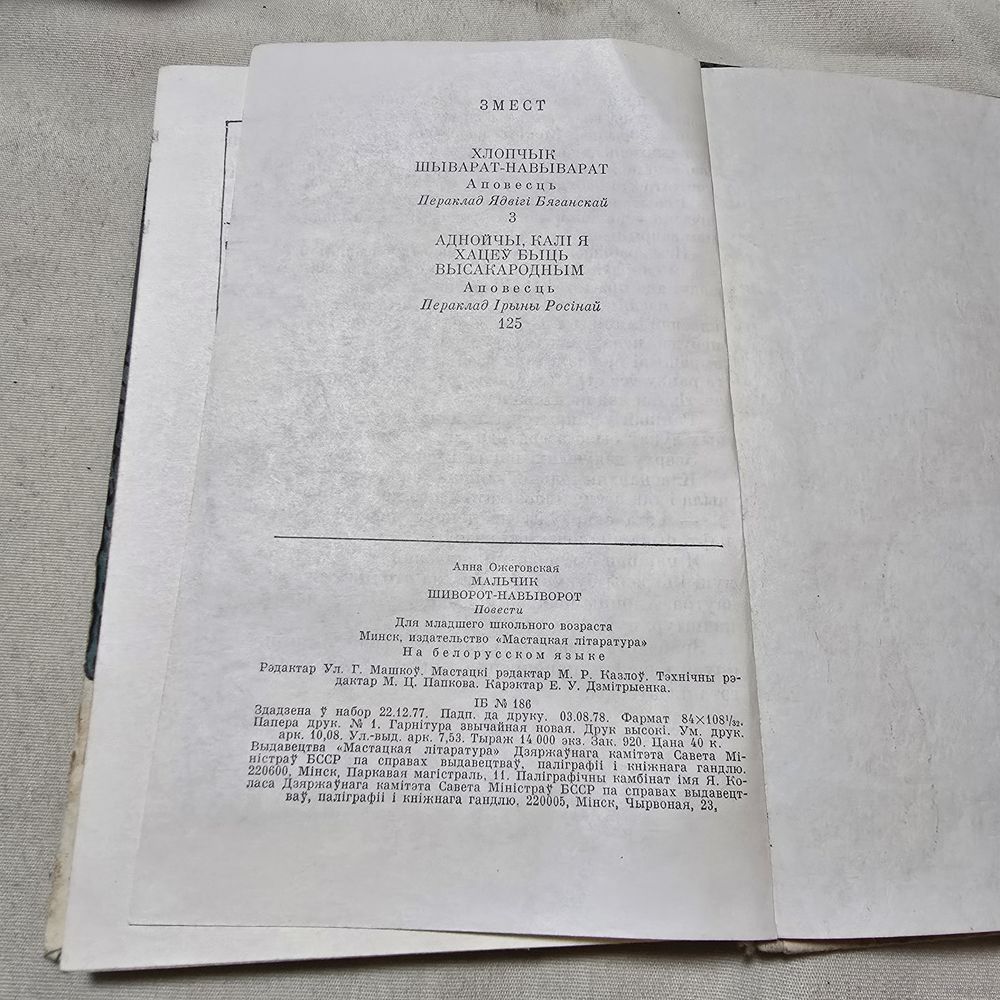 ЗМЕСТ
ХЛОПЧЫК
ШЫВАРАТ-НАВЫВАРАТ
Аповесць
Пераклад Ядвігі Бяганскай
3
АДНОЙЧЫ, КАЛІ Я
ХАЦЕЎ БЫЦЬ
ВЫСАКАРОДНЫМ
Аповесць
Пераклад Ірыны Росінай
125
Анна Ожеговская
МАЛЬЧИК
ШИВОРОТ-НАВЫВОРОТ
Повести
Для младшего школьного возраста
Минск, издательство «Мастацкая літаратура»
На белорусском языке
Рэдактар Ул. Г. Машкоў. Мастацкі рэдактар М. Р. Казлоў. Тэхнічны рэ-
дактар М. Ц. Папкова. Карэктар Е. У. Дзмітрыенка.
ІБ № 186
Здадзена ў набор 22.12.77. Падп. да друку. 03.08.78. Фармат 84×108¹/₃₂.
Папера друк. № 1. Гарнітура звычайная новая. Друк высокі. Ум. друк.
арк. 10,08. Ул.-выд. арк. 7,53. Тыраж 14 000 экз. Зак. 920. Цана 40 к.
Выдавецтва «Мастацкая літаратура» Дзяржаўнага камітэта Савета Мі-
ністраў БССР па справах выдавецтваў, паліграфіі і кніжнага гандлю.
220600, Мінск, Паркавая магістраль, 11. Паліграфічны камбінат імя Я. Ко-
ласа Дзяржаўнага камітэта Савета Міністраў БССР па справах выдавецт-
ваў, паліграфіі і кніжнага гандлю. 220005, Мінск, Чырвоная, 23.